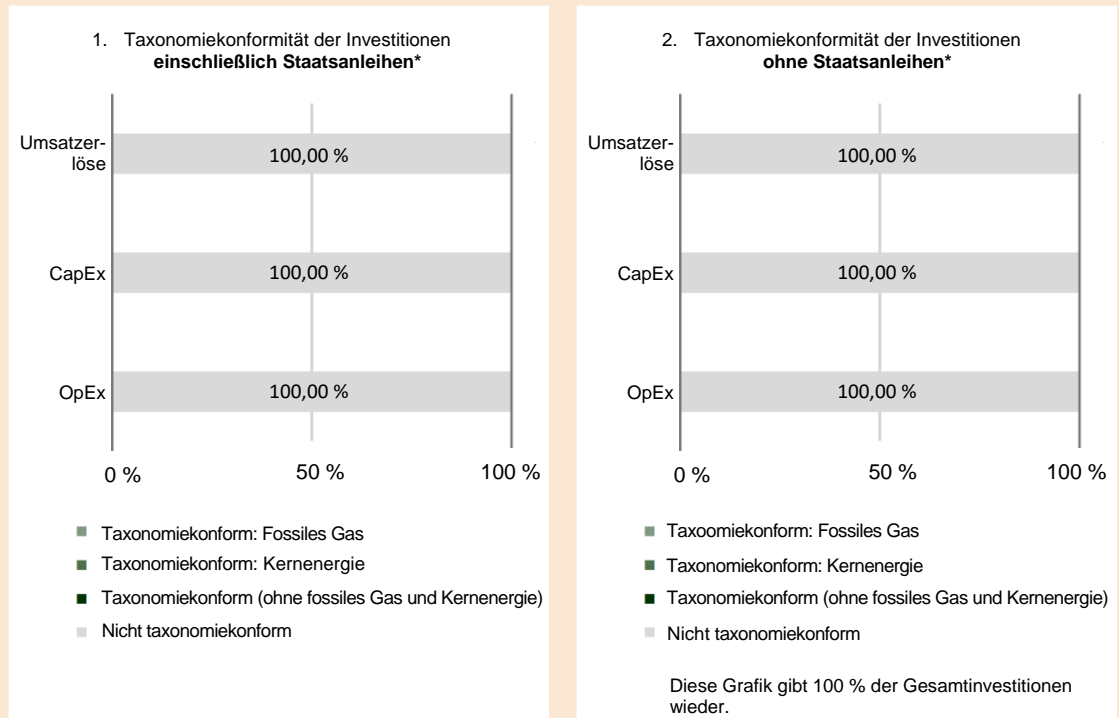 1. Taxonomiekonformität der Investitionen
einschließlich Staatsanleihen*
Umsatzer-
löse
100,00 %
CapEx
100,00 %
OpEx
100,00 %
0 %
50 %
100 %
Taxonomiekonform: Fossiles Gas
Taxonomiekonform: Kernenergie
Taxonomiekonform (ohne fossiles Gas und Kernenergie)
Nicht taxonomiekonform
2. Taxonomiekonformität der Investitionen
ohne Staatsanleihen*
Umsatzer-
löse
100,00 %
CapEx
100,00 %
OpEx
100,00 %
0 %
50 %
100 %
Taxoomiekonform: Fossiles Gas
Taxonomiekonform: Kernenergie
Taxonomiekonform (ohne fossiles Gas und Kernenergie)
Nicht taxonomiekonform
Diese Grafik gibt 100 % der Gesamtinvestitionen
wieder.